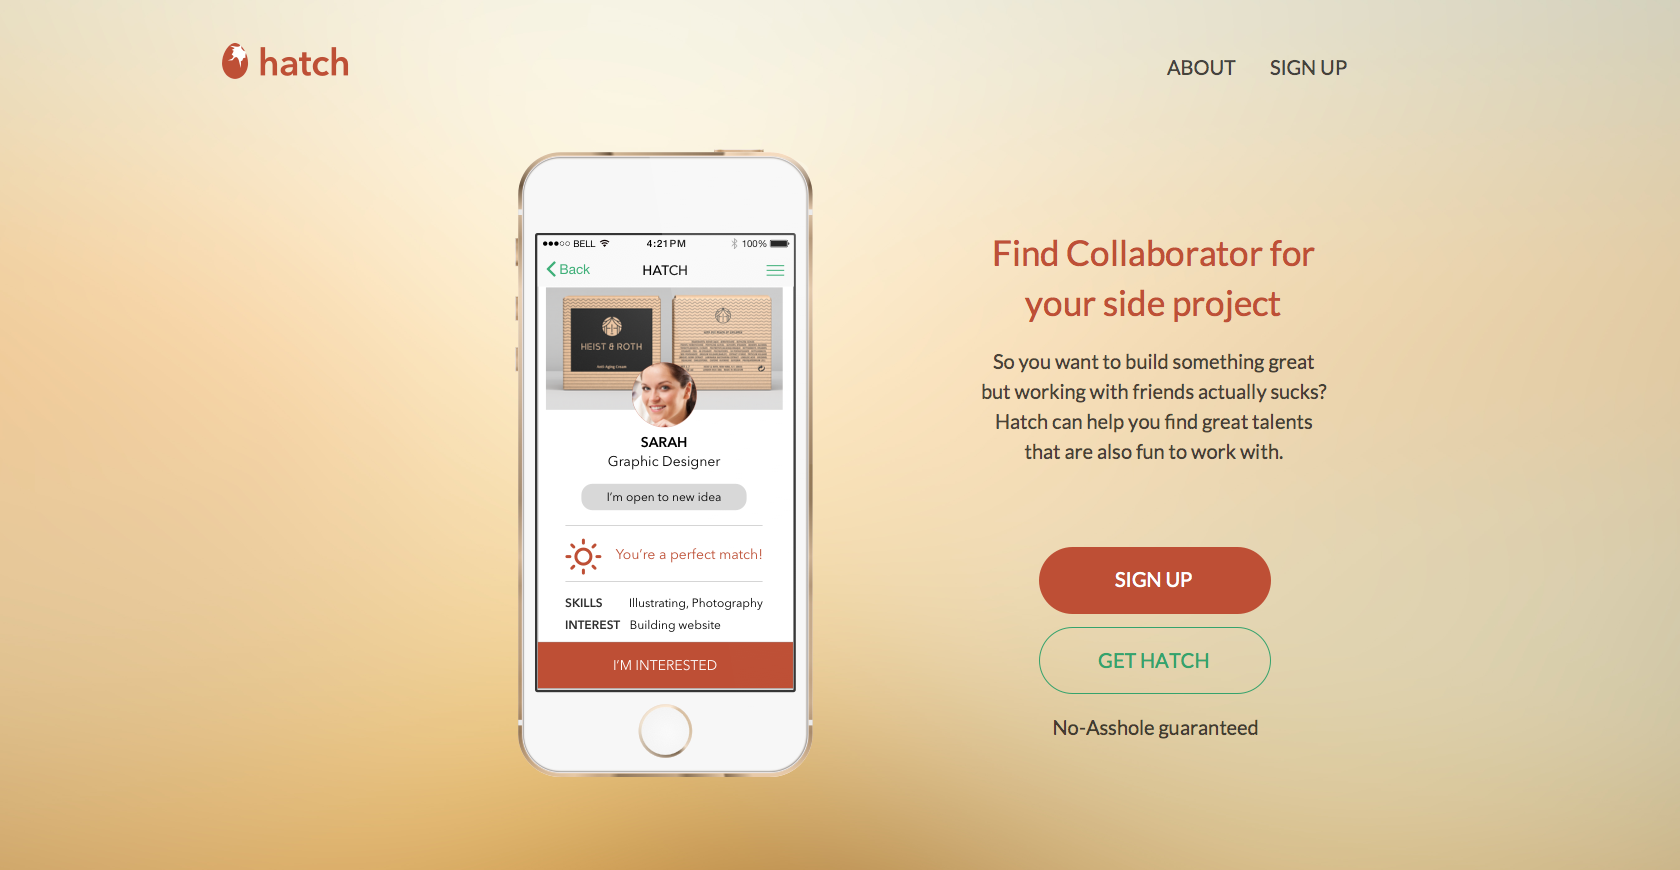 hatch
ABOUT
SIGN UP
BELL
4:21 PM
100%
Back
HATCH
HEIST & ROTH
Anti Aging Cream
SARAH
Graphic Designer
I'm open to new idea
You're a perfect match!
SKILLS Illustrating, Photography
INTEREST Building website
I'M INTERESTED
Find Collaborator for
your side project
So you want to build something great
but working with friends actually sucks?
Hatch can help you find great talents
that are also fun to work with.
SIGN UP
GET HATCH
No-Asshole guaranteed